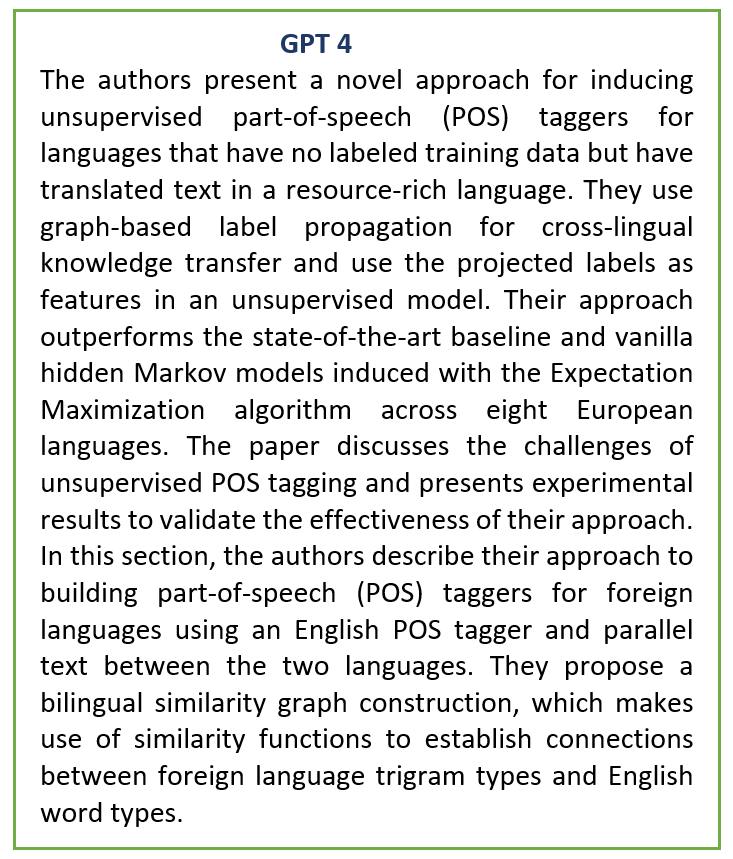 GPT 4
The authors present a novel approach for inducing
unsupervised part-of-speech (POS) taggers for
languages that have no labeled training data but have
translated text in a resource-rich language. They use
graph-based label propagation for cross-lingual
knowledge transfer and use the projected labels as
features in an unsupervised model. Their approach
outperforms the state-of-the-art baseline and vanilla
hidden Markov models induced with the Expectation
Maximization algorithm across eight European
languages. The paper discusses the challenges of
unsupervised POS tagging and presents experimental
results to validate the effectiveness of their approach.
In this section, the authors describe their approach to
building part-of-speech (POS) taggers for foreign
languages using an English POS tagger and parallel
text between the two languages. They propose a
bilingual similarity graph construction, which makes
use of similarity functions to establish connections
between foreign language trigram types and English
word types.